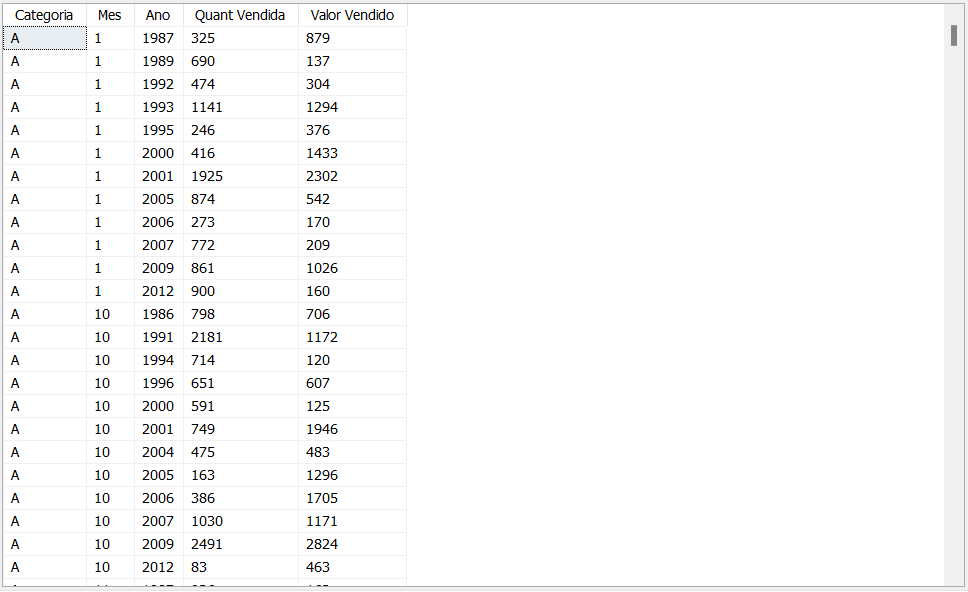 Categoria Mes Ano Quant Vendida Valor Vendido
A 1 1987 325 879
A 1 1989 690 137
A 1 1992 474 304
A 1 1993 1141 1294
A 1 1995 246 376
A 1 2000 416 1433
A 1 2001 1925 2302
A 1 2005 874 542
A 1 2006 273 170
A 1 2007 772 209
A 1 2009 861 1026
A 1 2012 900 160
A 10 1986 798 706
A 10 1991 2181 1172
A 10 1994 714 120
A 10 1996 651 607
A 10 2000 591 125
A 10 2001 749 1946
A 10 2004 475 483
A 10 2005 163 1296
A 10 2006 386 1705
A 10 2007 1030 1171
A 10 2009 2491 2824
A 10 2012 83 463